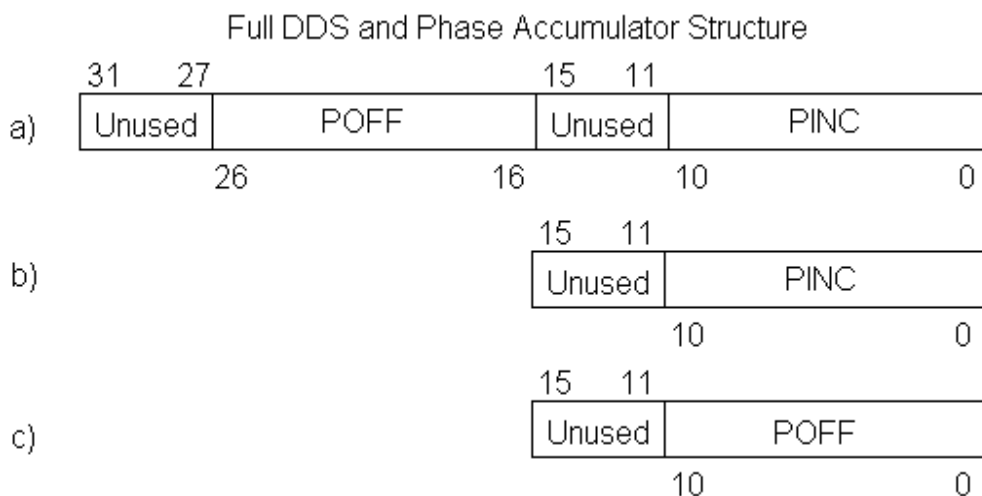 Full DDS and Phase Accumulator Structure
31 27 15 11
a) Unused POFF Unused PINC
26 16 10 0
15 11
b) Unused PINC
10 0
15 11
c) Unused POFF
10 0